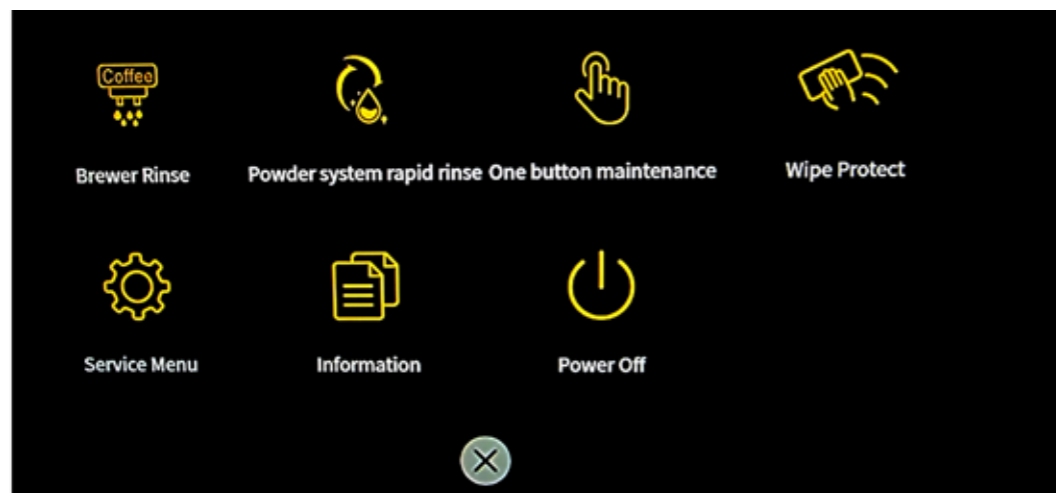 Coffee
Brewer Rinse
Powder system rapid rinse
One button maintenance
Wipe Protect
Service Menu
Information
Power Off